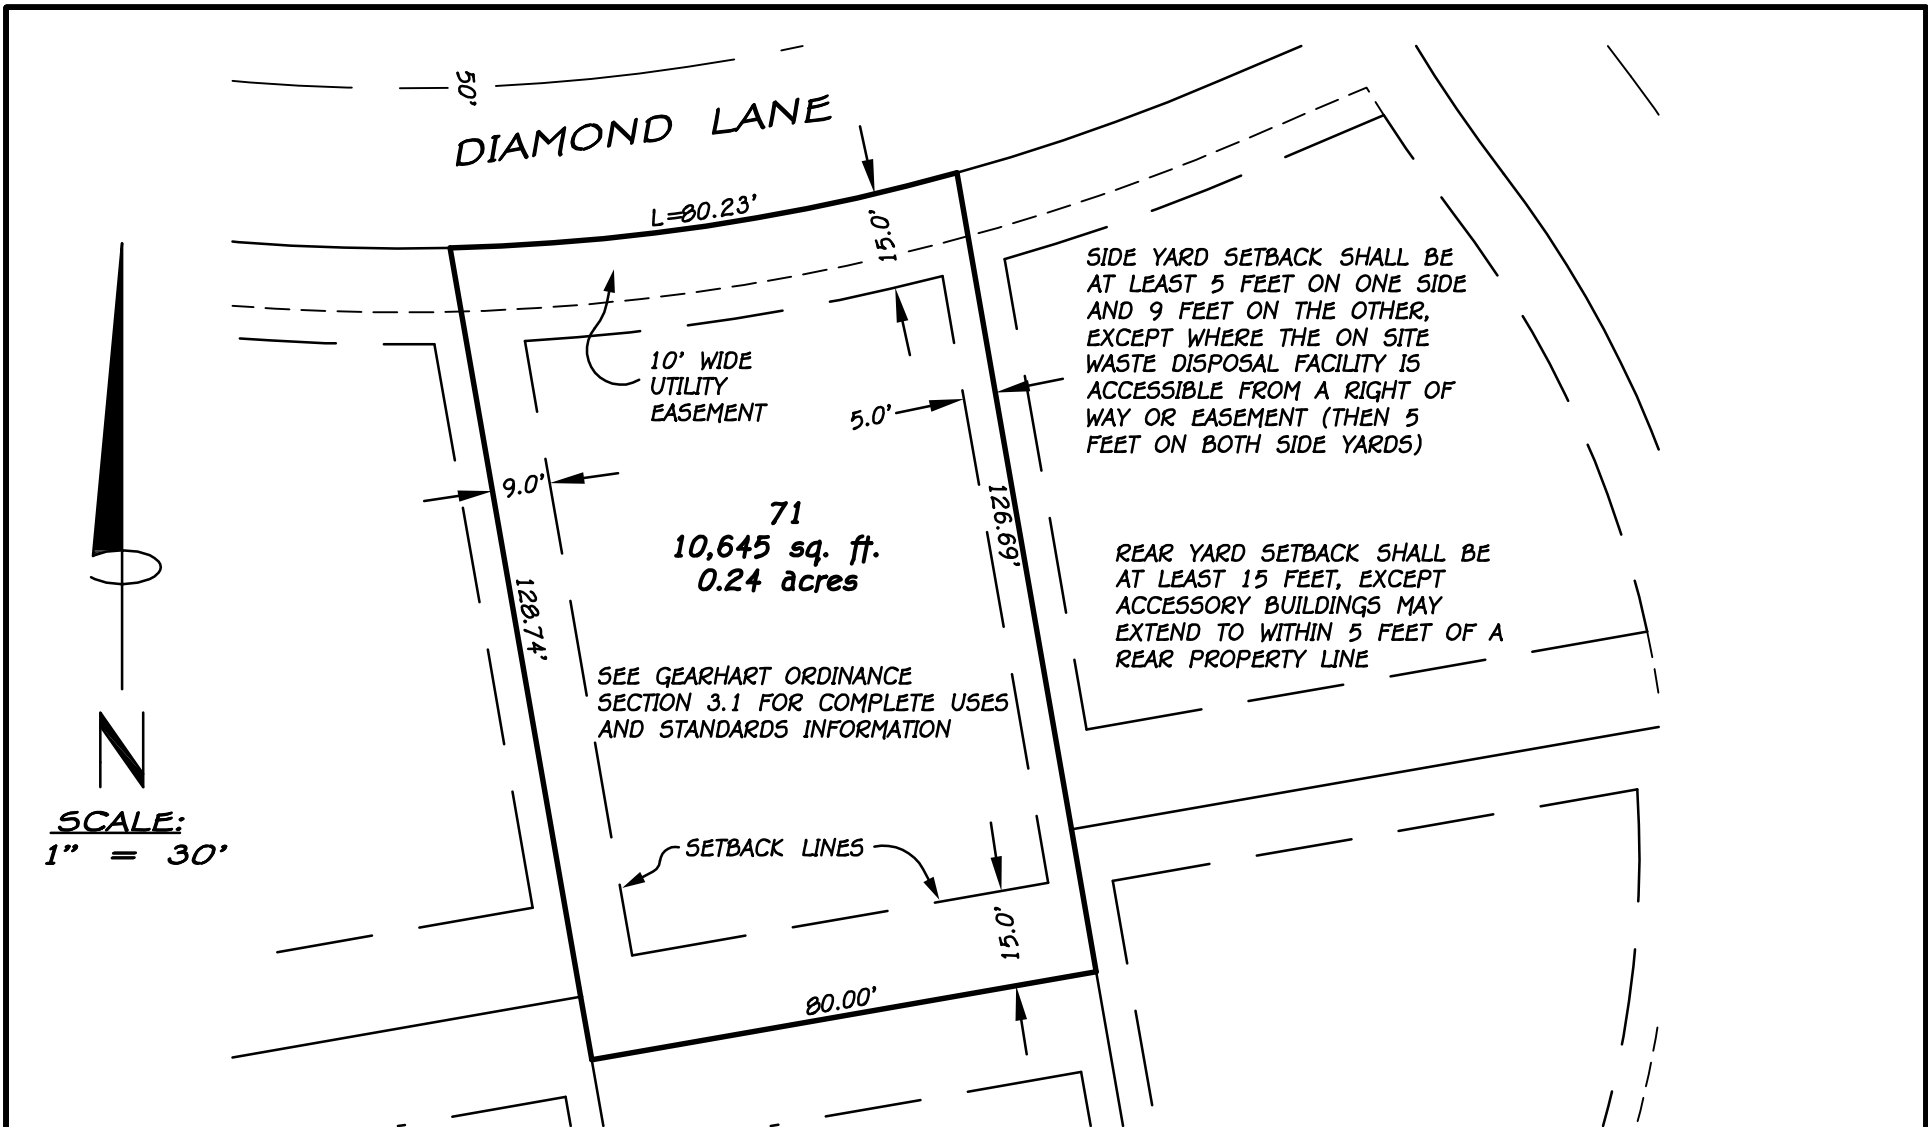 50'
DIAMOND LANE
L=80.23'
15.0'
10' WIDE
UTILITY
EASEMENT
5.0'
9.0'
SIDE YARD SETBACK SHALL BE
AT LEAST 5 FEET ON ONE SIDE
AND 9 FEET ON THE OTHER,
EXCEPT WHERE THE ON SITE
WASTE DISPOSAL FACILITY IS
ACCESSIBLE FROM A RIGHT OF
WAY OR EASEMENT (THEN 5
FEET ON BOTH SIDE YARDS)
71
10,645 sq. ft.
0.24 acres
126.69'
128.74'
REAR YARD SETBACK SHALL BE
AT LEAST 15 FEET, EXCEPT
ACCESSORY BUILDINGS MAY
EXTEND TO WITHIN 5 FEET OF A
REAR PROPERTY LINE
SEE GEARHART ORDINANCE
SECTION 3.1 FOR COMPLETE USES
AND STANDARDS INFORMATION
N
SCALE:
1" = 30'
SETBACK LINES
15.0'
80.00'